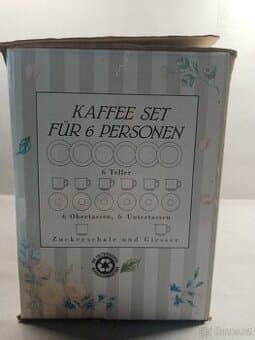 KAFFEE SET
FÜR 6 PERSONEN
6 Teller
6 Obertassen, 6 Untertassen
Zuckerschale und Giesser